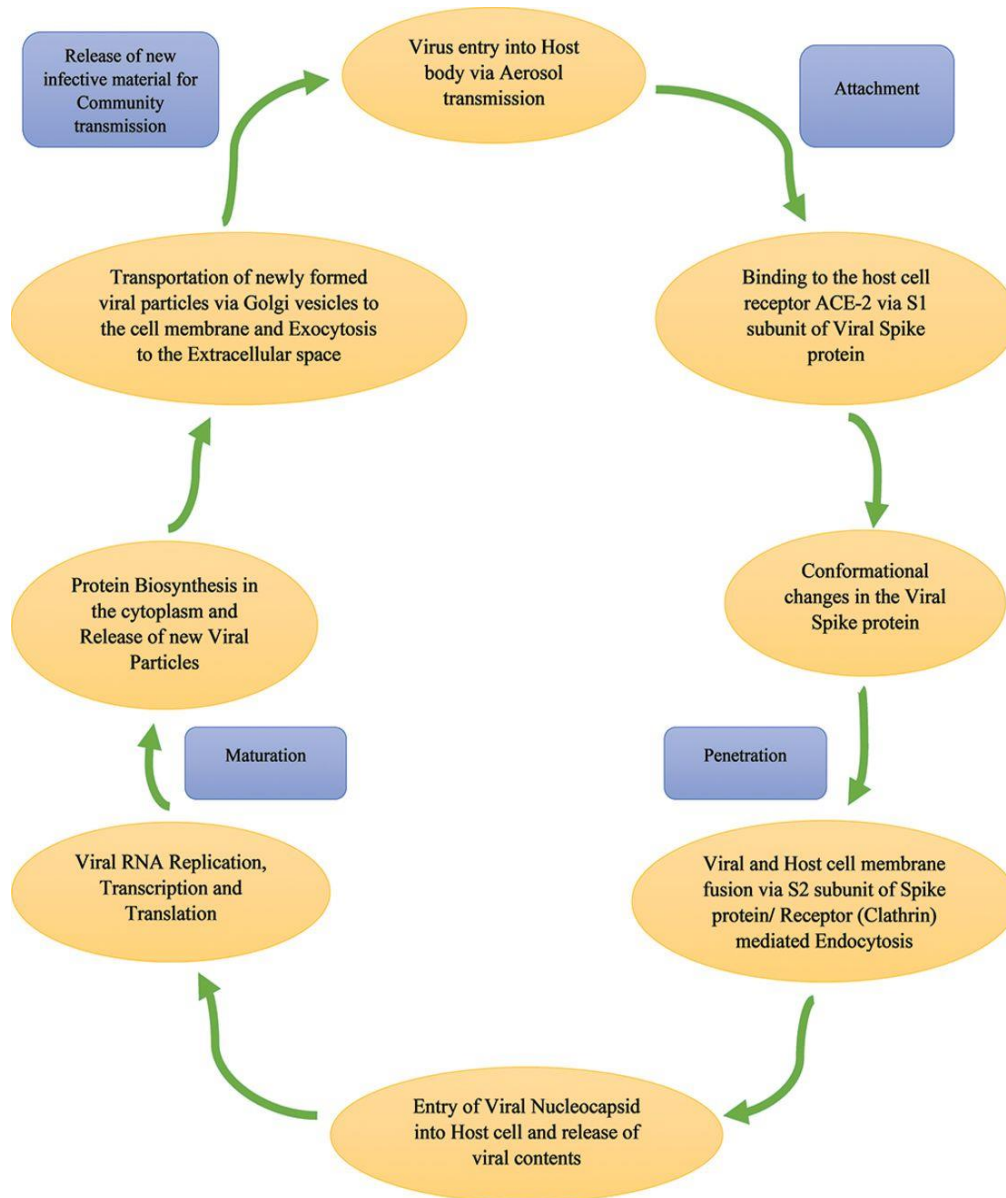 Virus entry into Host
body via Aerosol
transmission
Attachment
Binding to the host cell
receptor ACE-2 via S1
subunit of Viral Spike
protein
Conformational
changes in the Viral
Spike protein
Penetration
Viral and Host cell membrane
fusion via S2 subunit of Spike
protein/ Receptor (Clathrin)
mediated Endocytosis
Entry of Viral Nucleocapsid
into Host cell and release of
viral contents
Viral RNA Replication,
Transcription and
Translation
Maturation
Protein Biosynthesis in
the cytoplasm and
Release of new Viral
Particles
Transportation of newly formed
viral particles via Golgi vesicles to
the cell membrane and Exocytosis
to the Extracellular space
Release of new
infective material for
Community
transmission